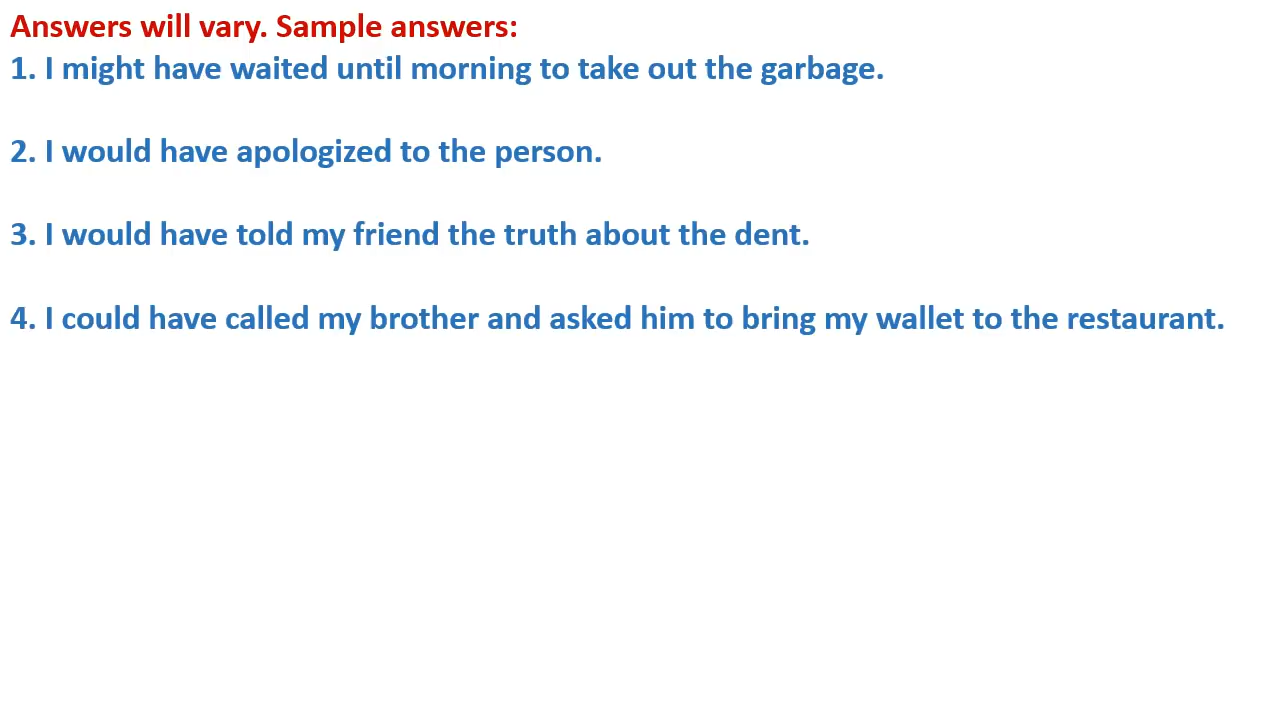 Answers will vary. Sample answers:
1. I might have waited until morning to take out the garbage.
2. I would have apologized to the person.
3. I would have told my friend the truth about the dent.
4. I could have called my brother and asked him to bring my wallet to the restaurant.